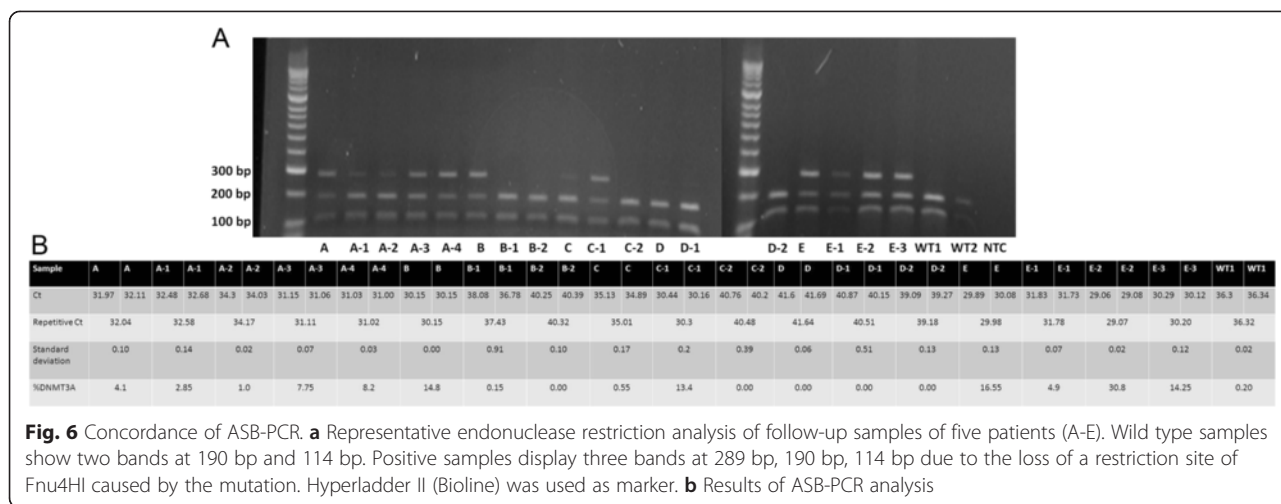 A
300 bp
200 bp
100 bp
A A-1 A-2 A-3 A-4 B B-1 B-2 C C-1 C-2 D D-1 D-2 E E-1 E-2 E-3 WT1 WT2 NTC
B
Sample A A A-1 A-1 A-2 A-2 A-3 A-3 A-4 A-4 B B B-1 B-1 B-2 B-2 C C C-1 C-1 C-2 C-2 D D D-1 D-1 D-2 D-2 E E E-1 E-1 E-2 E-2 E-3 E-3 WT1 WT1
Ct 31.97 32.11 32.48 32.68 34.3 34.03 31.15 31.06 31.03 31.00 30.15 30.15 38.08 36.78 40.25 40.39 35.13 34.89 30.44 30.16 40.76 40.2 41.6 41.69 40.87 40.15 39.09 39.27 29.89 30.08 31.83 31.73 29.06 29.08 30.29 30.12 36.3 36.34
Repetitive Ct 32.04 32.58 34.17 31.11 31.02 30.15 37.43 40.32 35.01 30.3 40.48 41.64 40.51 39.18 29.98 31.78 29.07 30.20 36.32
Standard deviation 0.10 0.14 0.02 0.07 0.03 0.00 0.91 0.10 0.17 0.2 0.39 0.06 0.51 0.13 0.13 0.07 0.02 0.12 0.02
%DNMT3A 4.1 2.85 1.0 7.75 8.2 14.8 0.15 0.00 0.55 13.4 0.00 0.00 0.00 0.00 16.55 4.9 30.8 14.25 0.20
Fig. 6 Concordance of ASB-PCR. a Representative endonuclease restriction analysis of follow-up samples of five patients (A-E). Wild type samples
show two bands at 190 bp and 114 bp. Positive samples display three bands at 289 bp, 190 bp, 114 bp due to the loss of a restriction site of
Fnu4HI caused by the mutation. Hyperladder II (Bioline) was used as marker. b Results of ASB-PCR analysis